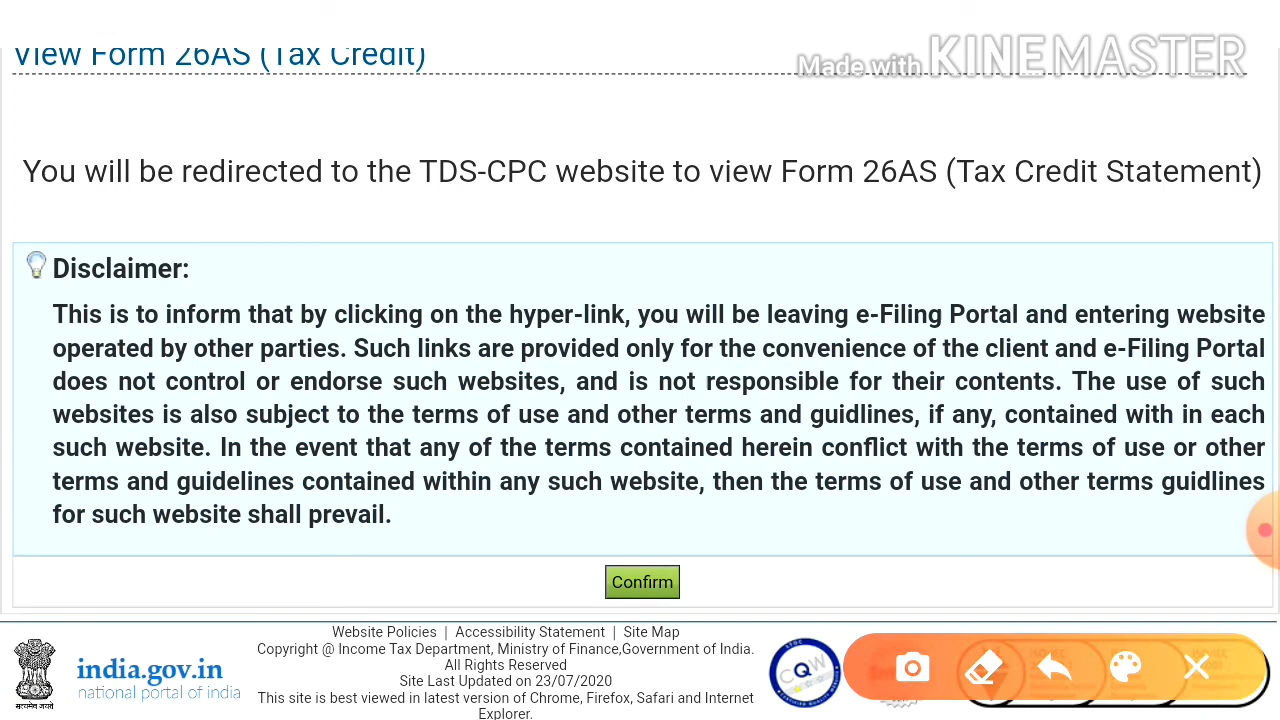 View Form 26AS (Tax Credit)
Made with KINEMASTER
You will be redirected to the TDS-CPC website to view Form 26AS (Tax Credit Statement)
Disclaimer:
This is to inform that by clicking on the hyper-link, you will be leaving e-Filing Portal and entering website
operated by other parties. Such links are provided only for the convenience of the client and e-Filing Portal
does not control or endorse such websites, and is not responsible for their contents. The use of such
websites is also subject to the terms of use and other terms and guidlines, if any, contained with in each
such website. In the event that any of the terms contained herein conflict with the terms of use or other
terms and guidelines contained within any such website, then the terms of use and other terms guidlines
for such website shall prevail.
Confirm
Website Policies | Accessibility Statement | Site Map
Copyright @ Income Tax Department, Ministry of Finance,Government of India.
All Rights Reserved
Site Last Updated on 23/07/2020
This site is best viewed in latest version of Chrome, Firefox, Safari and Internet
Explorer.
सत्यमेव जयते
india.gov.in
national portal of india
CQW